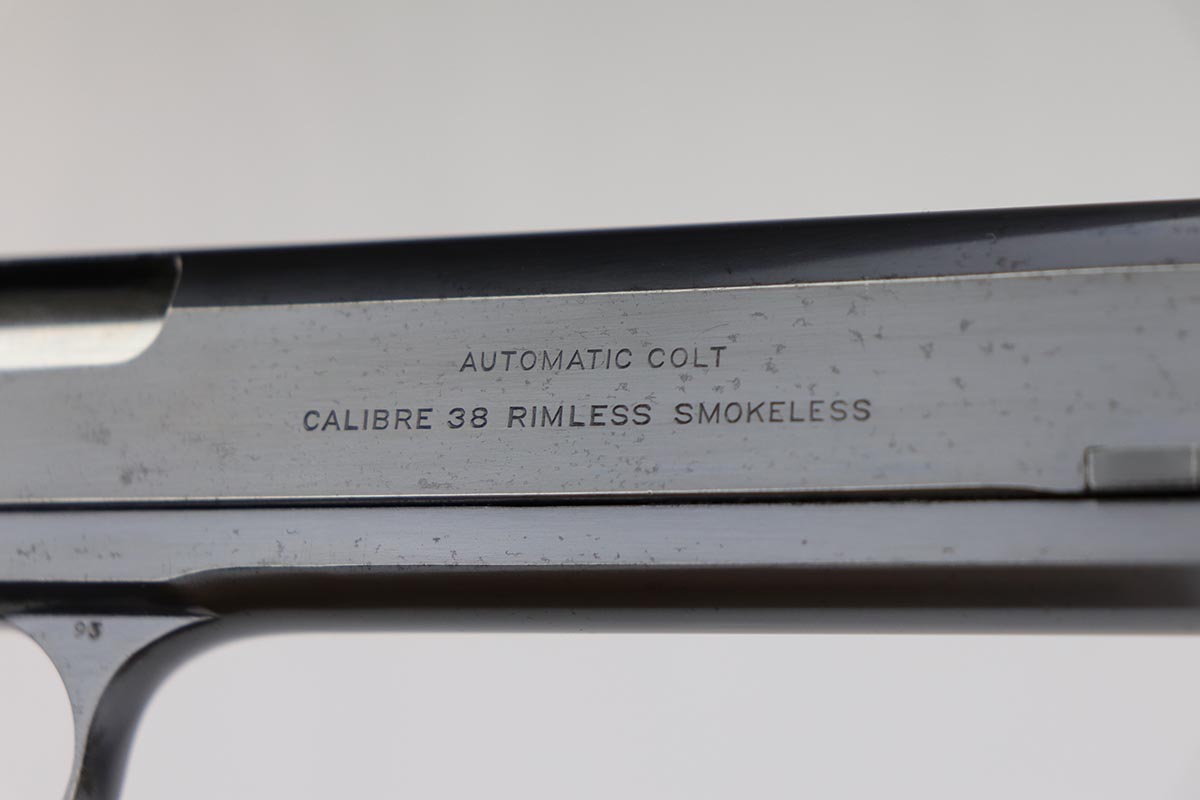 AUTOMATIC COLT
CALIBRE 38 RIMLESS SMOKELESS
93